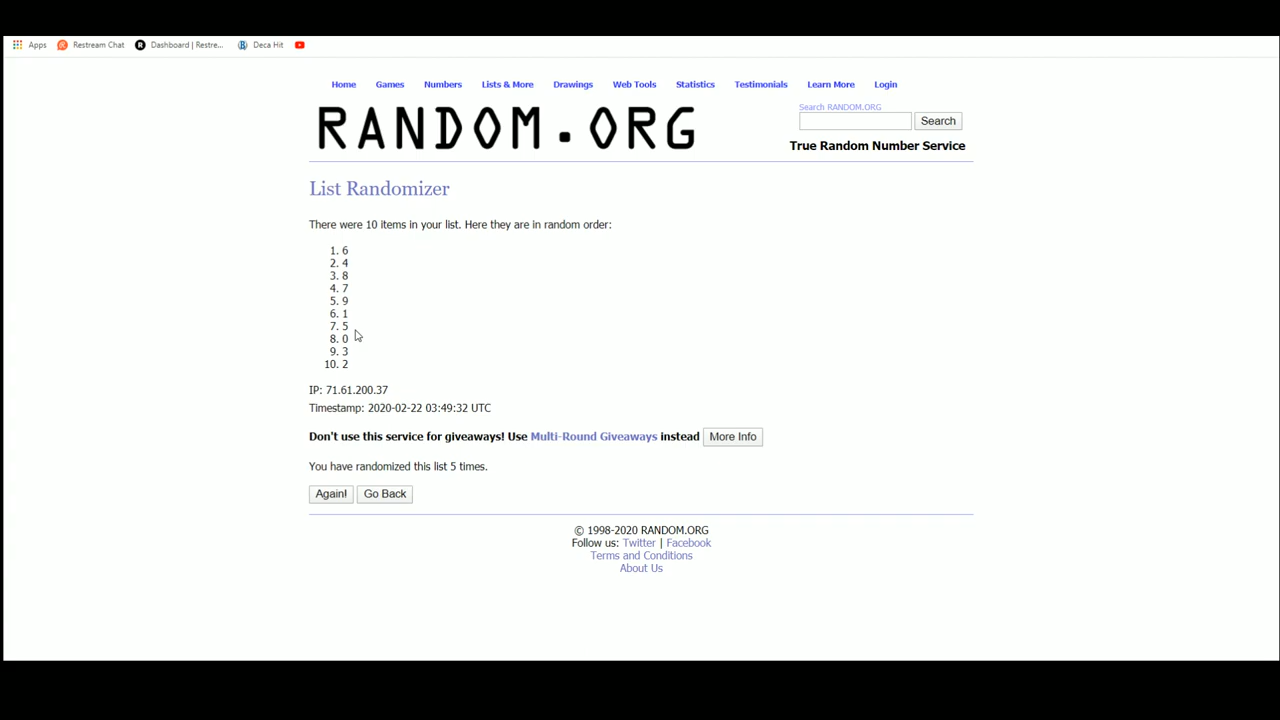 Apps Restream Chat Dashboard | Restre... Deca Hit
Home Games Numbers Lists & More Drawings Web Tools Statistics Testimonials Learn More Login
RANDOM.ORG
Search RANDOM.ORG
Search
True Random Number Service
List Randomizer
There were 10 items in your list. Here they are in random order:
1. 6
2. 4
3. 8
4. 7
5. 9
6. 1
7. 5
8. 0
9. 3
10. 2
IP: 71.61.200.37
Timestamp: 2020-02-22 03:49:32 UTC
Don't use this service for giveaways! Use Multi-Round Giveaways instead More Info
You have randomized this list 5 times.
Again! Go Back
© 1998-2020 RANDOM.ORG
Follow us: Twitter | Facebook
Terms and Conditions
About Us